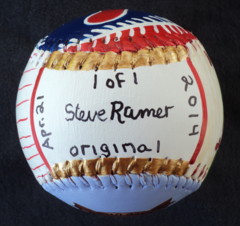 1 of 1
Steve Ramer
original
Apr. 21
2014